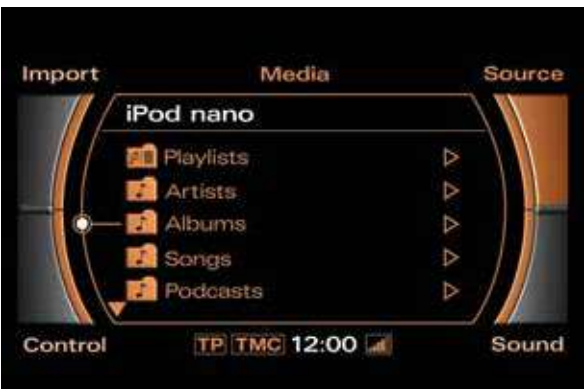 Import Media Source
iPod nano
Playlists
Artists
Albums
Songs
Podcasts
Control TP TMC 12:00 Sound